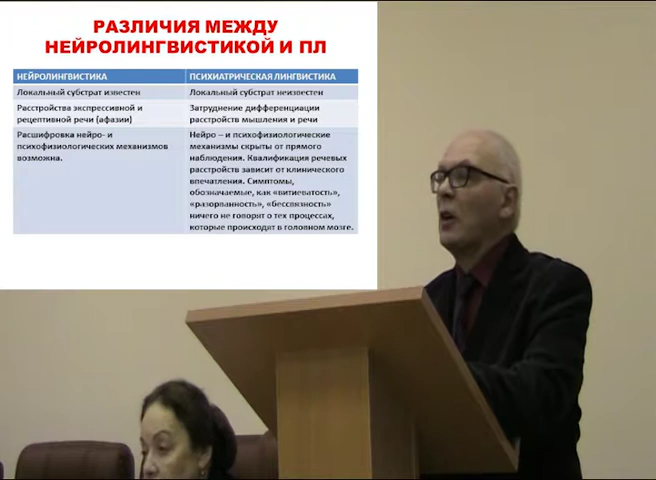 РАЗЛИЧИЯ МЕЖДУ
НЕЙРОЛИНГВИСТИКОЙ И ПЛ
НЕЙРОЛИНГВИСТИКА
ПСИХИАТРИЧЕСКАЯ ЛИНГВИСТИКА
Локальный субстрат известен
Локальный субстрат неизвестен
Расстройства экспрессивной и
рецептивной речи (афазии)
Затруднение дифференциации
расстройств мышления и речи
Расшифровка нейро- и
психофизиологических механизмов
возможна.
Нейро – и психофизиологические
механизмы скрыты от прямого
наблюдения. Квалификация речевых
расстройств зависит от клинического
впечатления. Симптомы,
обозначаемые, как «витиеватость»,
«разорванность», «бессвязность»
ничего не говорят о тех процессах,
которые происходят в головном мозге.